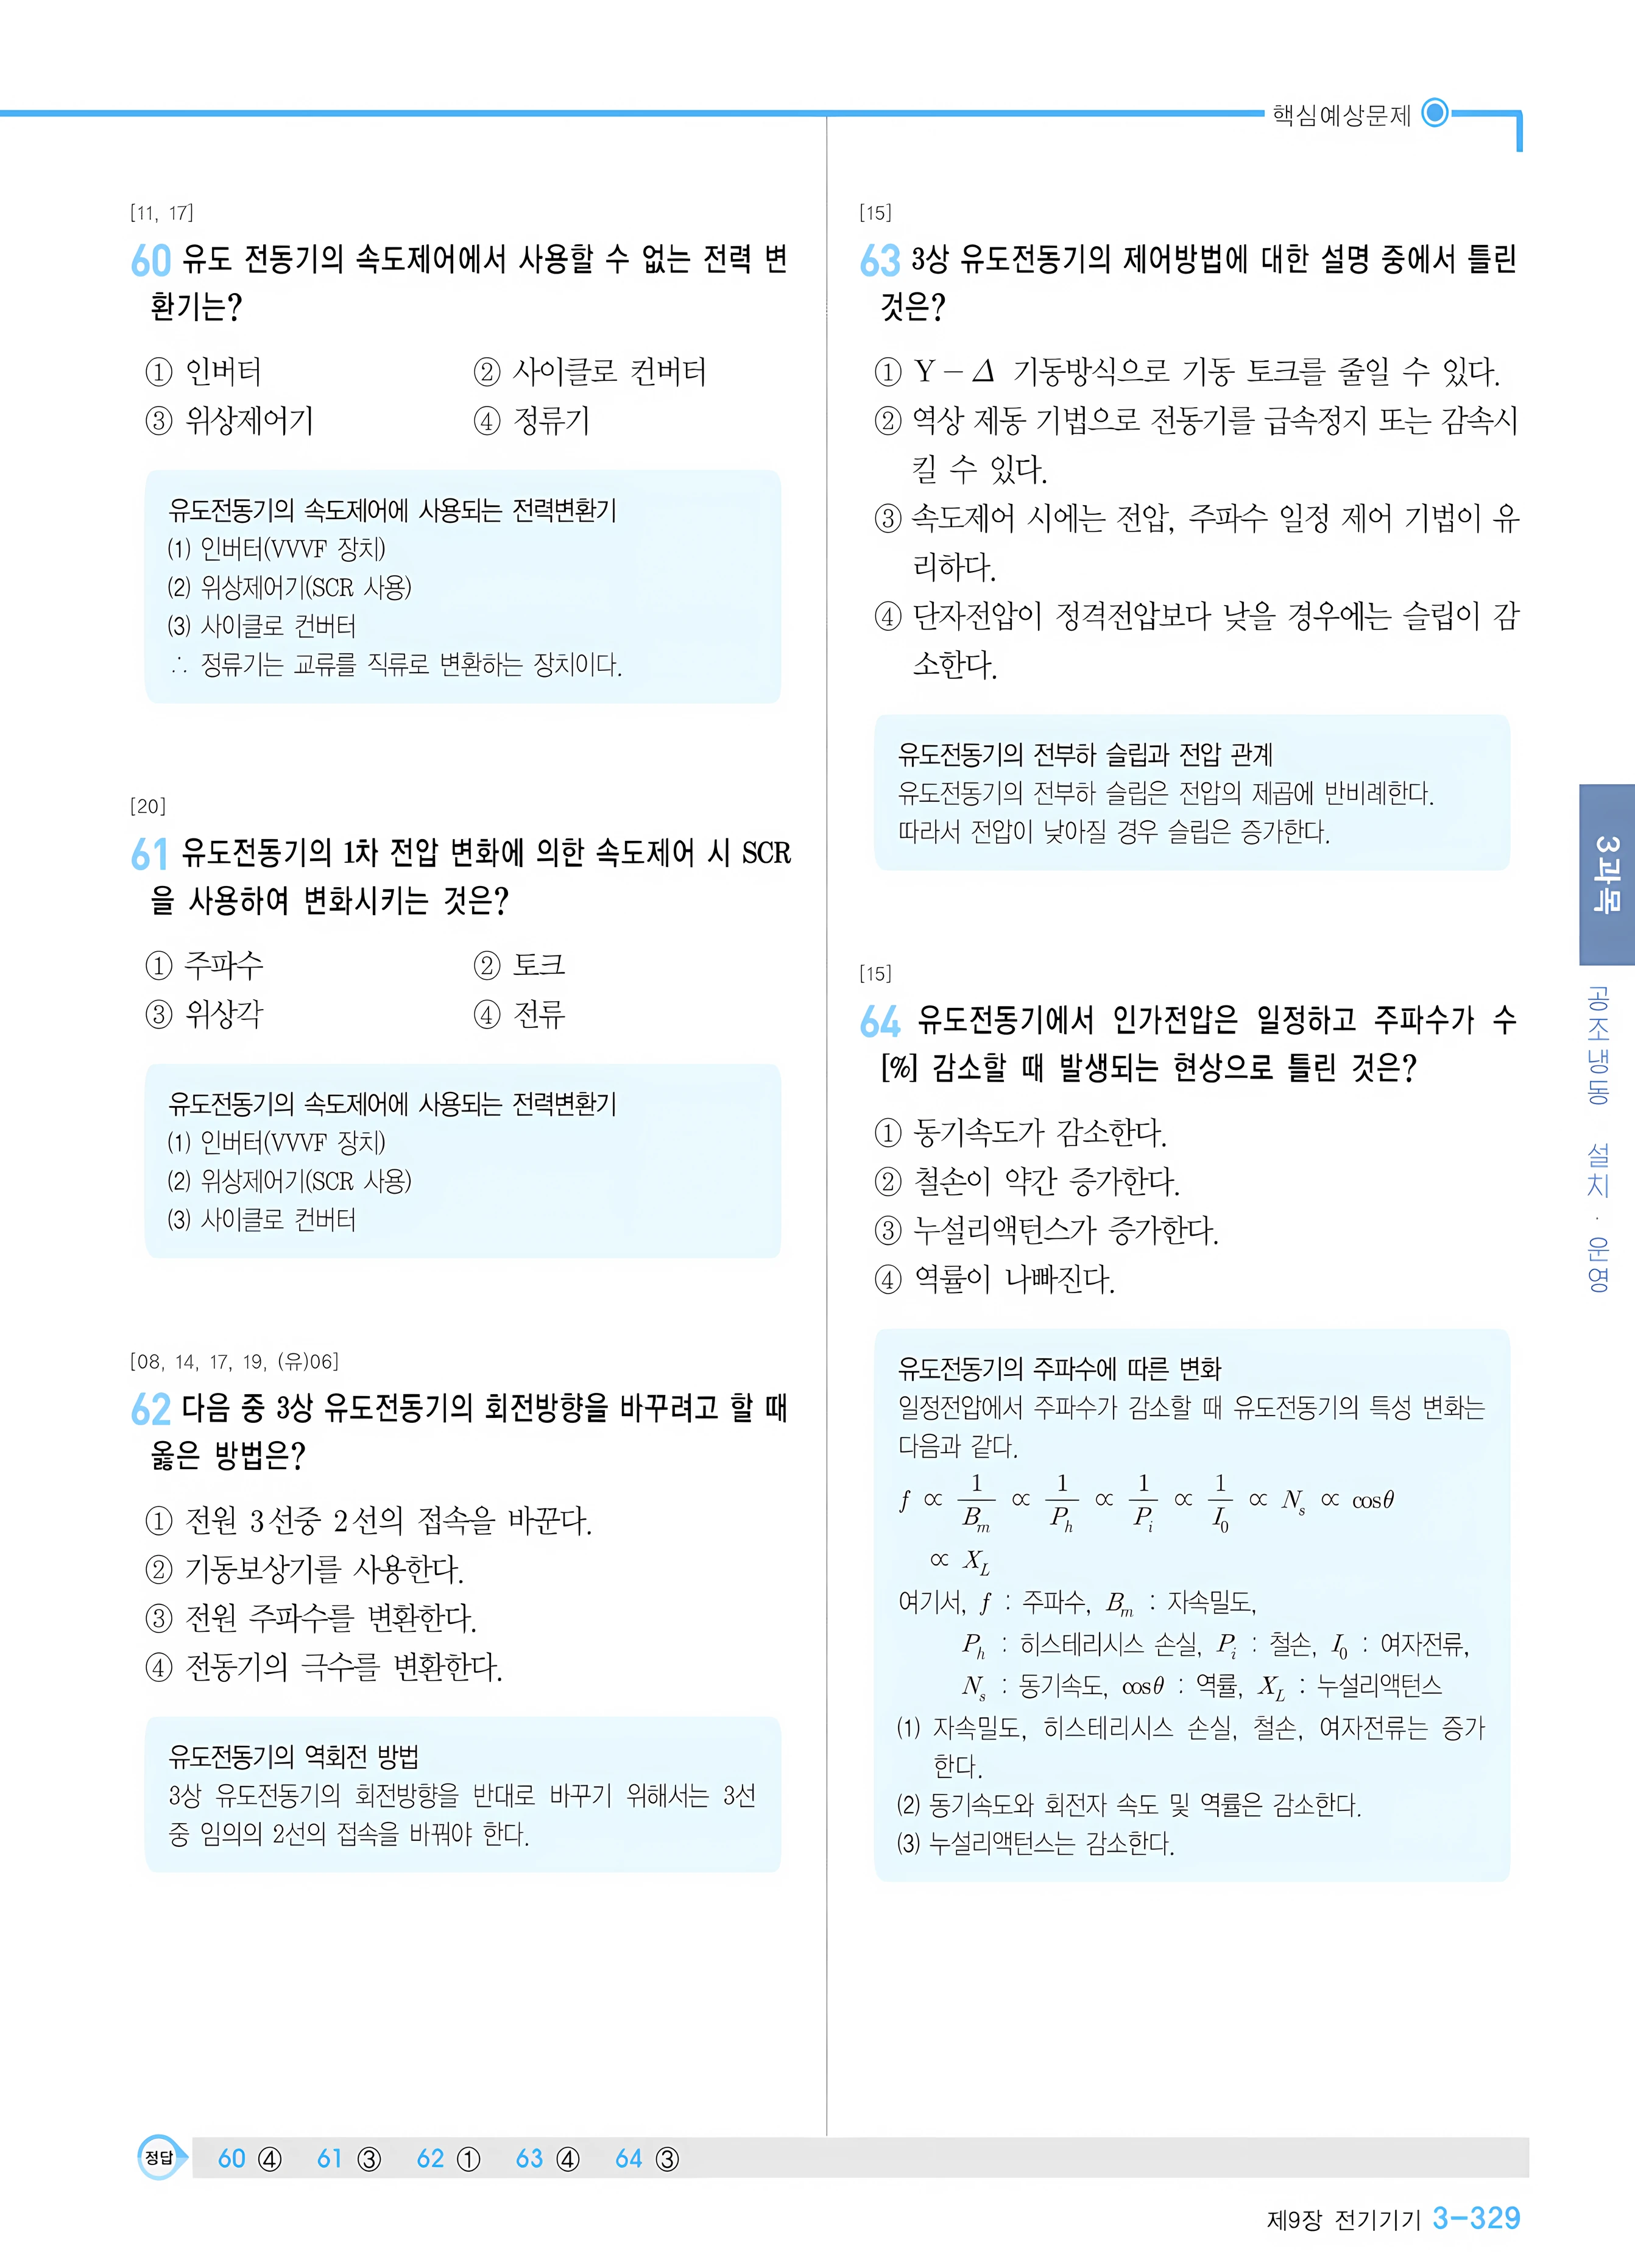 핵심예상문제
[11, 17]
60 유도 전동기의 속도제어에서 사용할 수 없는 전력 변
환기는?
① 인버터 ② 사이클로 컨버터
③ 위상제어기 ④ 정류기
유도전동기의 속도제어에 사용되는 전력변환기
(1) 인버터(VVVF 장치)
(2) 위상제어기(SCR 사용)
(3) 사이클로 컨버터
∴ 정류기는 교류를 직류로 변환하는 장치이다.
[20]
61 유도전동기의 1차 전압 변화에 의한 속도제어 시 SCR
을 사용하여 변화시키는 것은?
① 주파수 ② 토크
③ 위상각 ④ 전류
유도전동기의 속도제어에 사용되는 전력변환기
(1) 인버터(VVVF 장치)
(2) 위상제어기(SCR 사용)
(3) 사이클로 컨버터
[08, 14, 17, 19, (유)06]
62 다음 중 3상 유도전동기의 회전방향을 바꾸려고 할 때
옳은 방법은?
① 전원 3선중 2선의 접속을 바꾼다.
② 기동보상기를 사용한다.
③ 전원 주파수를 변환한다.
④ 전동기의 극수를 변환한다.
유도전동기의 역회전 방법
3상 유도전동기의 회전방향을 반대로 바꾸기 위해서는 3선
중 임의의 2선의 접속을 바꿔야 한다.
[15]
63 3상 유도전동기의 제어방법에 대한 설명 중에서 틀린
것은?
① Y－Δ 기동방식으로 기동 토크를 줄일 수 있다.
② 역상 제동 기법으로 전동기를 급속정지 또는 감속시
킬 수 있다.
③ 속도제어 시에는 전압, 주파수 일정 제어 기법이 유
리하다.
④ 단자전압이 정격전압보다 낮을 경우에는 슬립이 감
소한다.
유도전동기의 전부하 슬립과 전압 관계
유도전동기의 전부하 슬립은 전압의 제곱에 반비례한다.
따라서 전압이 낮아질 경우 슬립은 증가한다.
[15]
64 유도전동기에서 인가전압은 일정하고 주파수가 수
[%] 감소할 때 발생되는 현상으로 틀린 것은?
① 동기속도가 감소한다.
② 철손이 약간 증가한다.
③ 누설리액턴스가 증가한다.
④ 역률이 나빠진다.
유도전동기의 주파수에 따른 변화
일정전압에서 주파수가 감소할 때 유도전동기의 특성 변화는
다음과 같다.
f ∝ 1/B_m ∝ 1/P_h ∝ 1/P_i ∝ 1/I_0 ∝ N_s ∝ cosθ
∝ X_L
여기서, f : 주파수, B_m : 자속밀도,
P_h : 히스테리시스 손실, P_i : 철손, I_0 : 여자전류,
N_s : 동기속도, cosθ : 역률, X_L : 누설리액턴스
(1) 자속밀도, 히스테리시스 손실, 철손, 여자전류는 증가
한다.
(2) 동기속도와 회전자 속도 및 역률은 감소한다.
(3) 누설리액턴스는 감소한다.
3과목
공조냉동 설치·운영
정답 60 ④ 61 ③ 62 ① 63 ④ 64 ③
제9장 전기기기 3-329